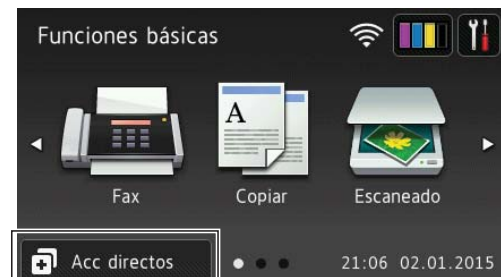 Funciones básicas
A
Fax
Copiar
Escaneado
Acc directos
21:06 02.01.2015